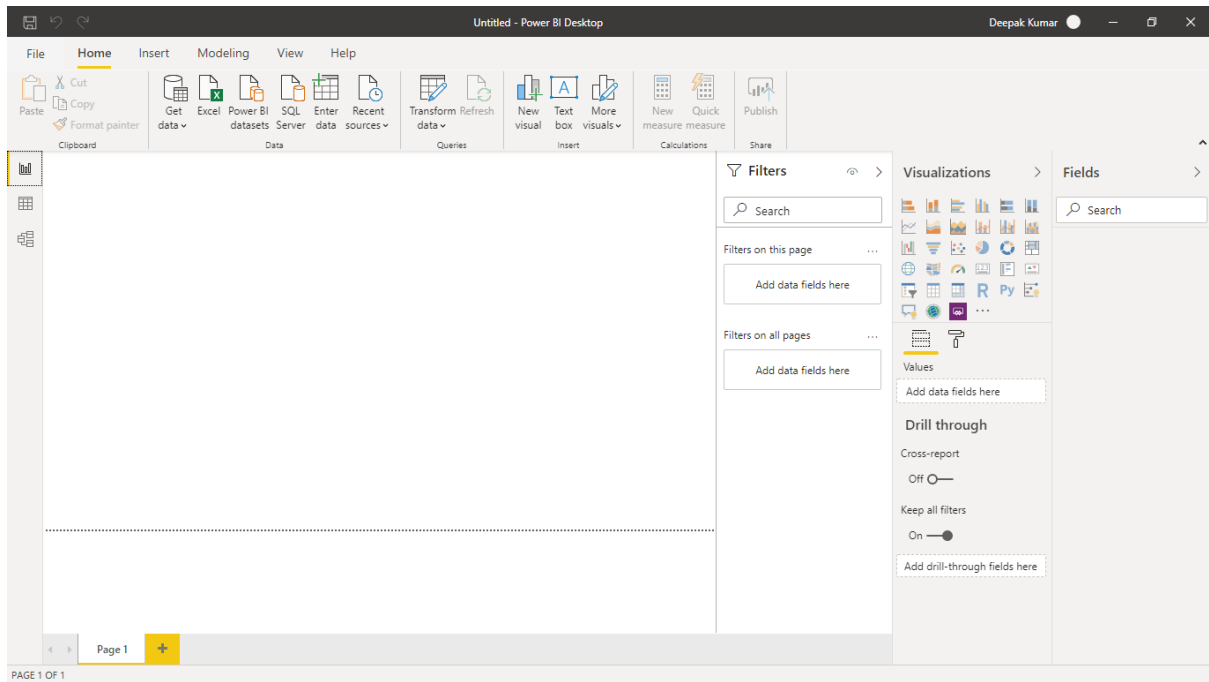 Untitled - Power BI Desktop
Deepak Kumar
File Home Insert Modeling View Help
Paste
Cut
Copy
Format painter
Clipboard
Get data
Excel
Power BI datasets
SQL Server
Enter data
Recent sources
Data
Transform data
Refresh
Queries
New visual
Text box
More visuals
Insert
New measure
Quick measure
Calculations
Publish
Share
Filters
Search
Filters on this page ...
Add data fields here
Filters on all pages ...
Add data fields here
Visualizations
123
R Py
...
Values
Add data fields here
Drill through
Cross-report
Off
Keep all filters
On
Add drill-through fields here
Fields
Search
Page 1 +
PAGE 1 OF 1